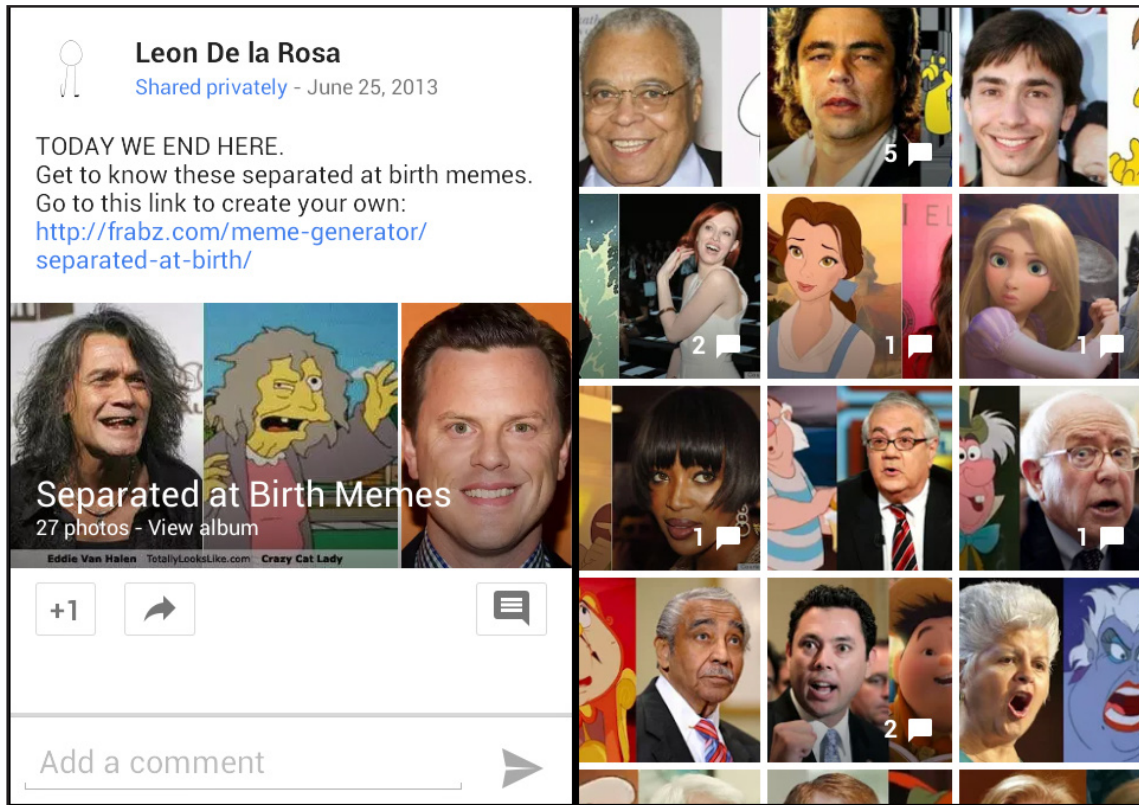 Leon De la Rosa
Shared privately - June 25, 2013
TODAY WE END HERE.
Get to know these separated at birth memes.
Go to this link to create your own:
http://frabz.com/meme-generator/
separated-at-birth/
Separated at Birth Memes
27 photos - View album
Eddie Van Halen TotallyLooksLike.com Crazy Cat Lady
+1
Add a comment
5
2
1
1
1
1
2